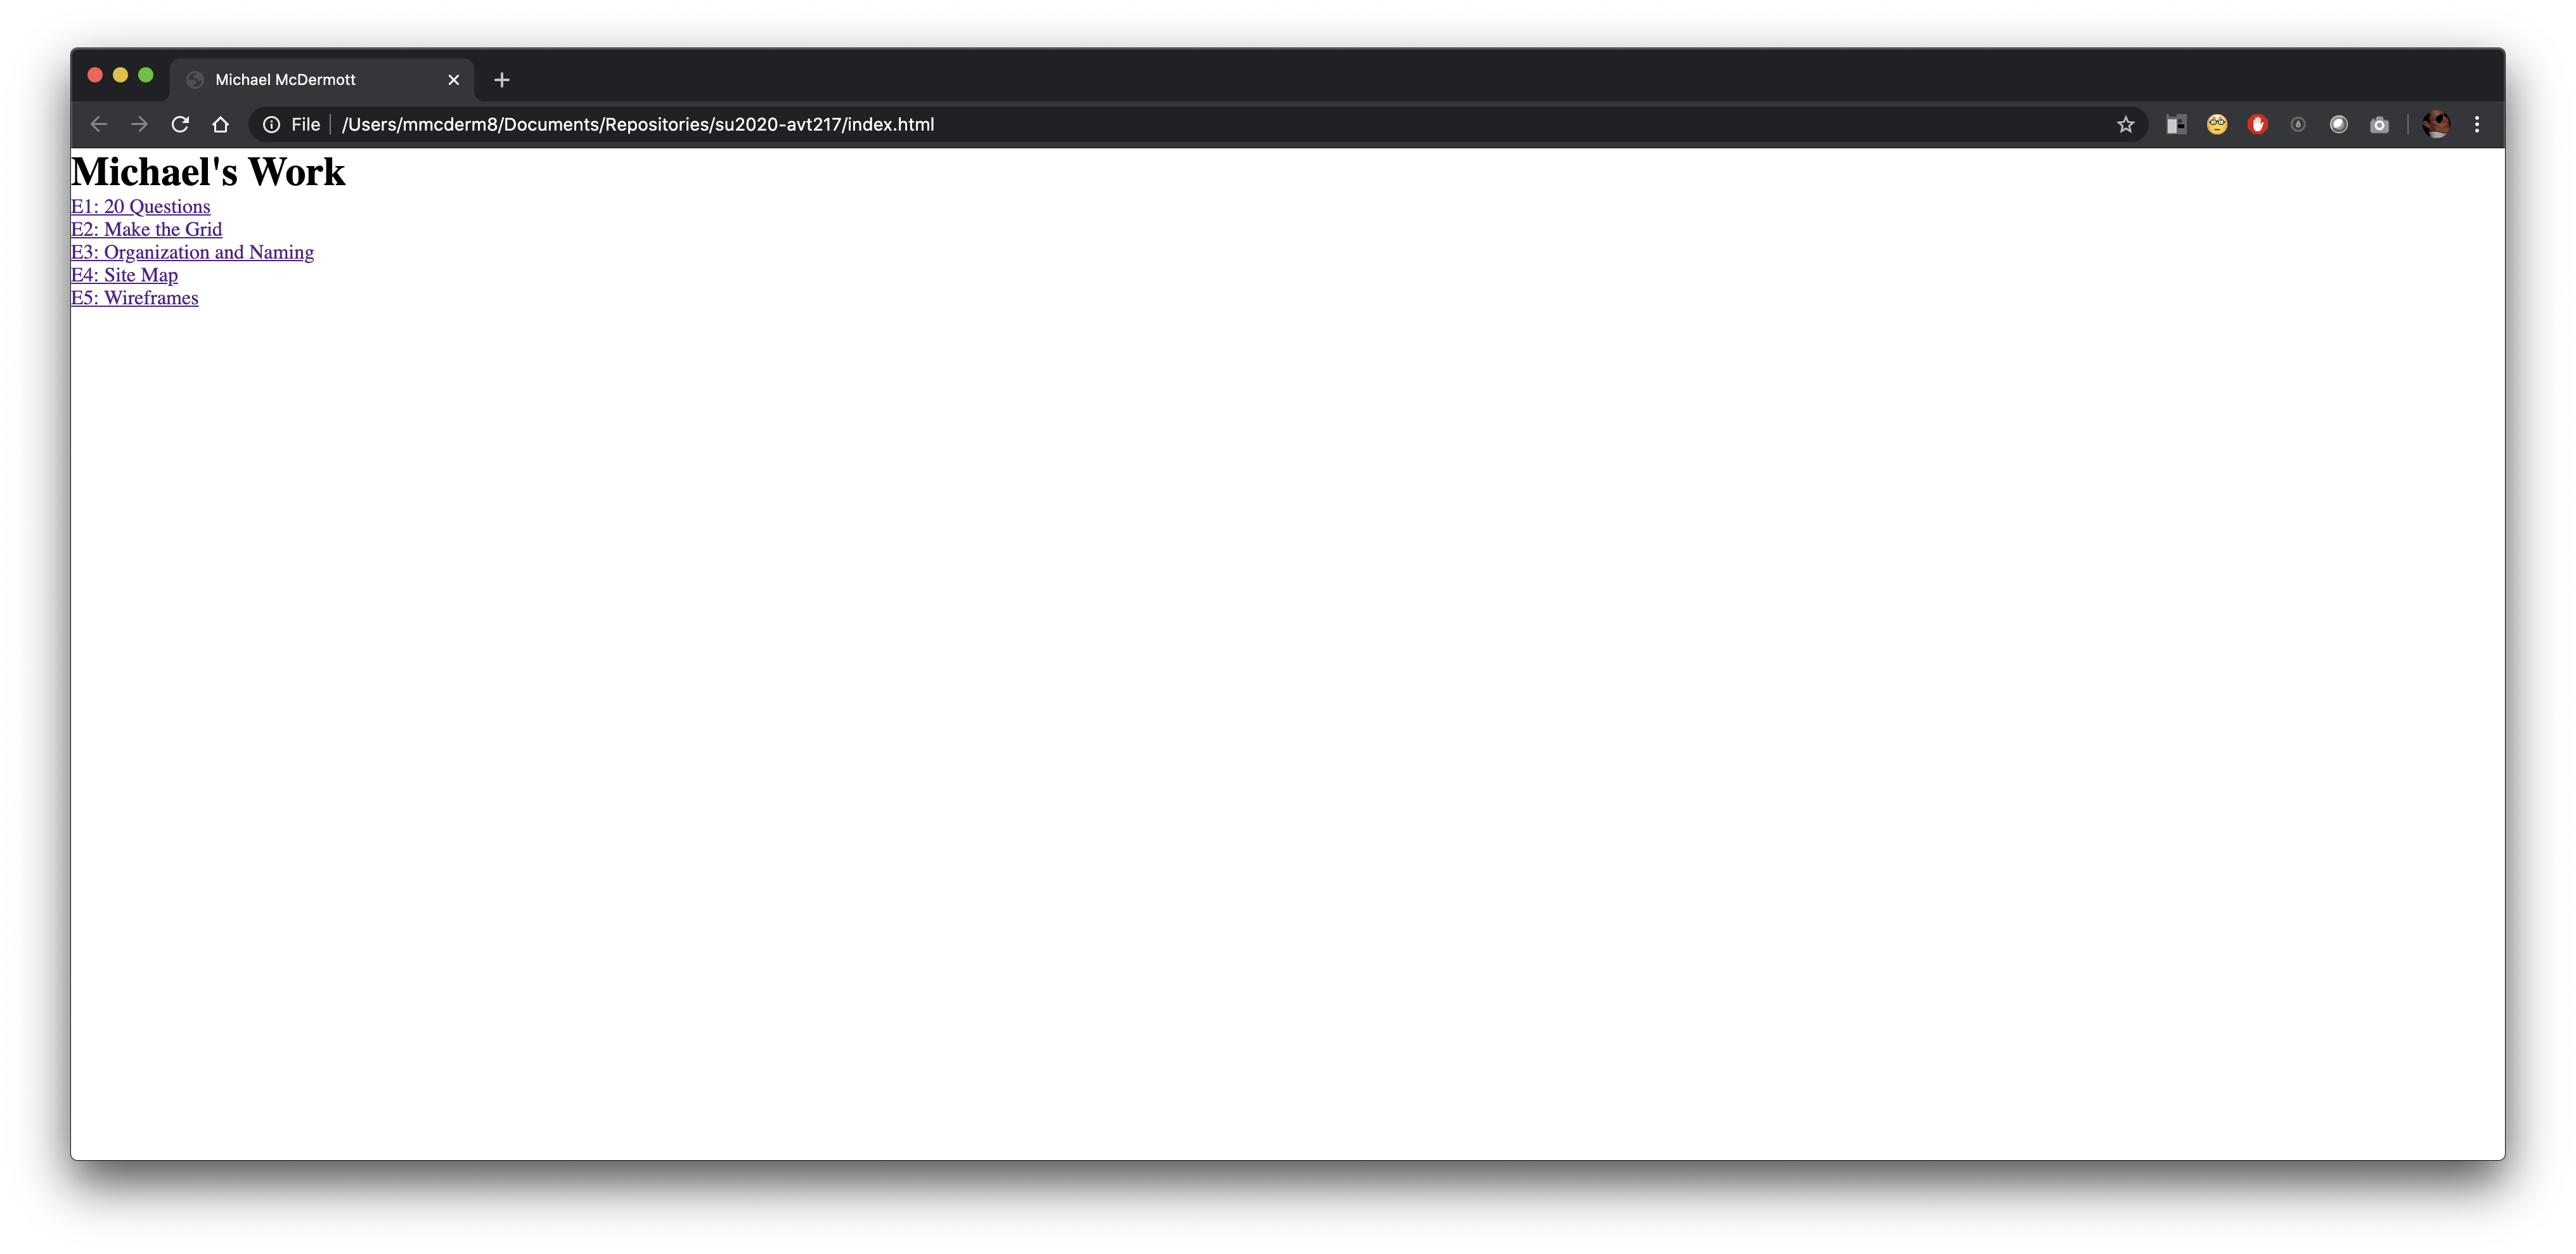 Michael McDermott
File /Users/mmcderm8/Documents/Repositories/su2020-avt217/index.html
Michael's Work
E1: 20 Questions
E2: Make the Grid
E3: Organization and Naming
E4: Site Map
E5: Wireframes